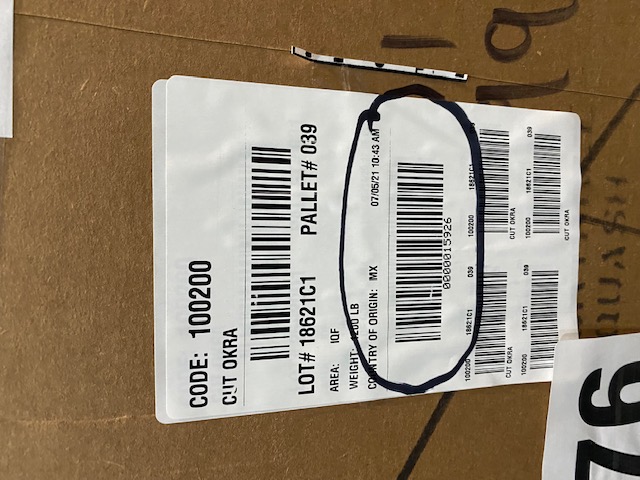 CODE: 100200
CUT OKRA
LOT# 18621C1 PALLET# 039
AREA: IQF
WEIGHT: 1200 LB
COUNTRY OF ORIGIN: MX 07/05/21 10:43 AM
0000015926
100200 18621C1 039
CUT OKRA
100200 18621C1 039
CUT OKRA
100200 18621C1 039
CUT OKRA
100200 18621C1 039
CUT OKRA